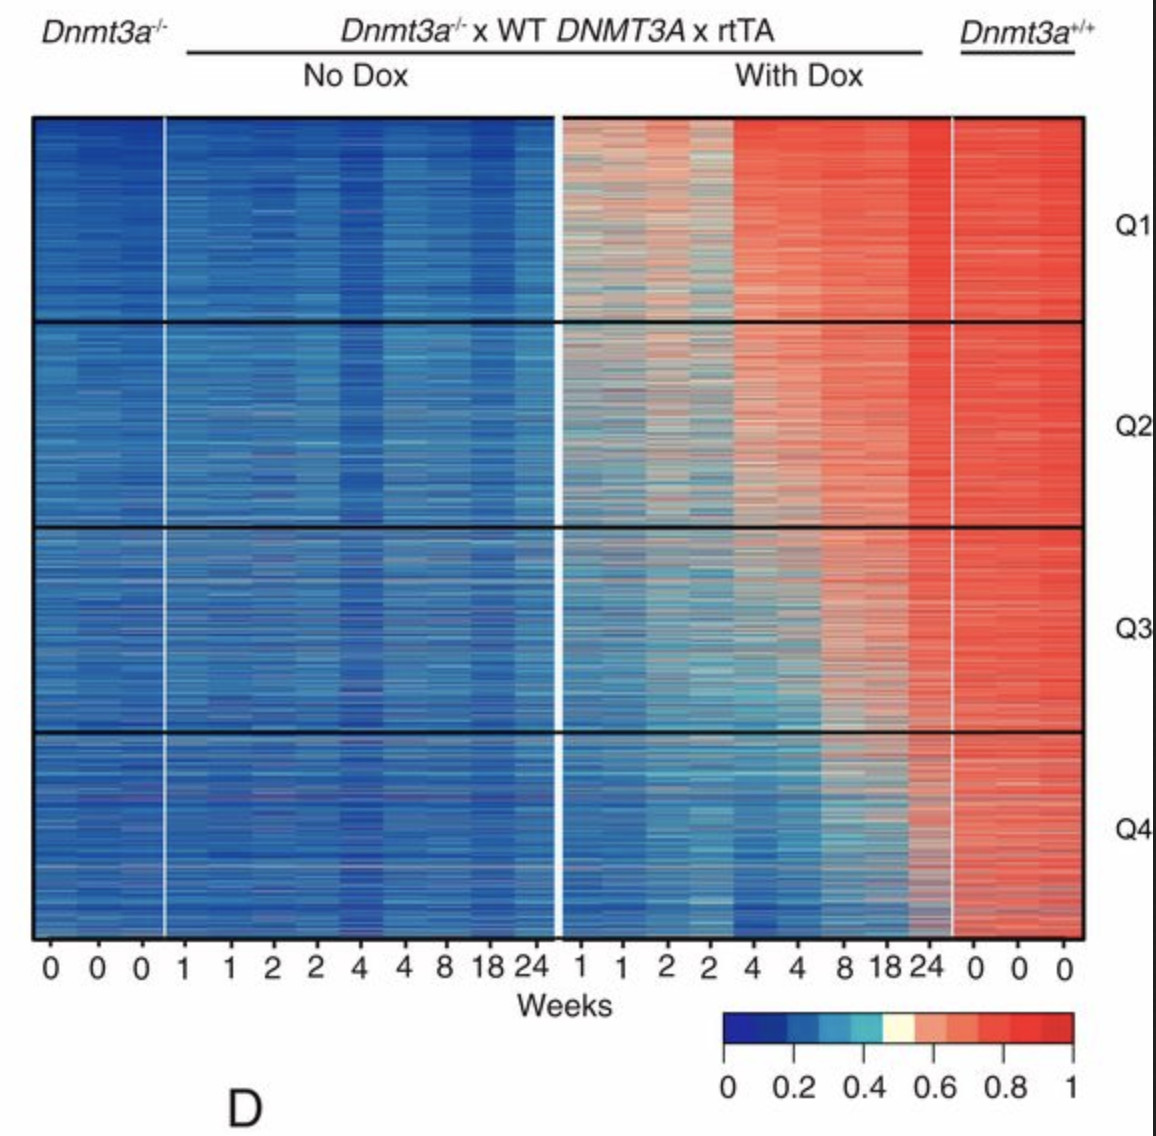 Dnmt3a-/- Dnmt3a-/- x WT DNMT3A x rtTA Dnmt3a+/+
No Dox With Dox
Q1
Q2
Q3
Q4
0 0 0 1 1 2 2 4 4 8 18 24 1 1 2 2 4 4 8 18 24 0 0 0
Weeks
0 0.2 0.4 0.6 0.8 1
D